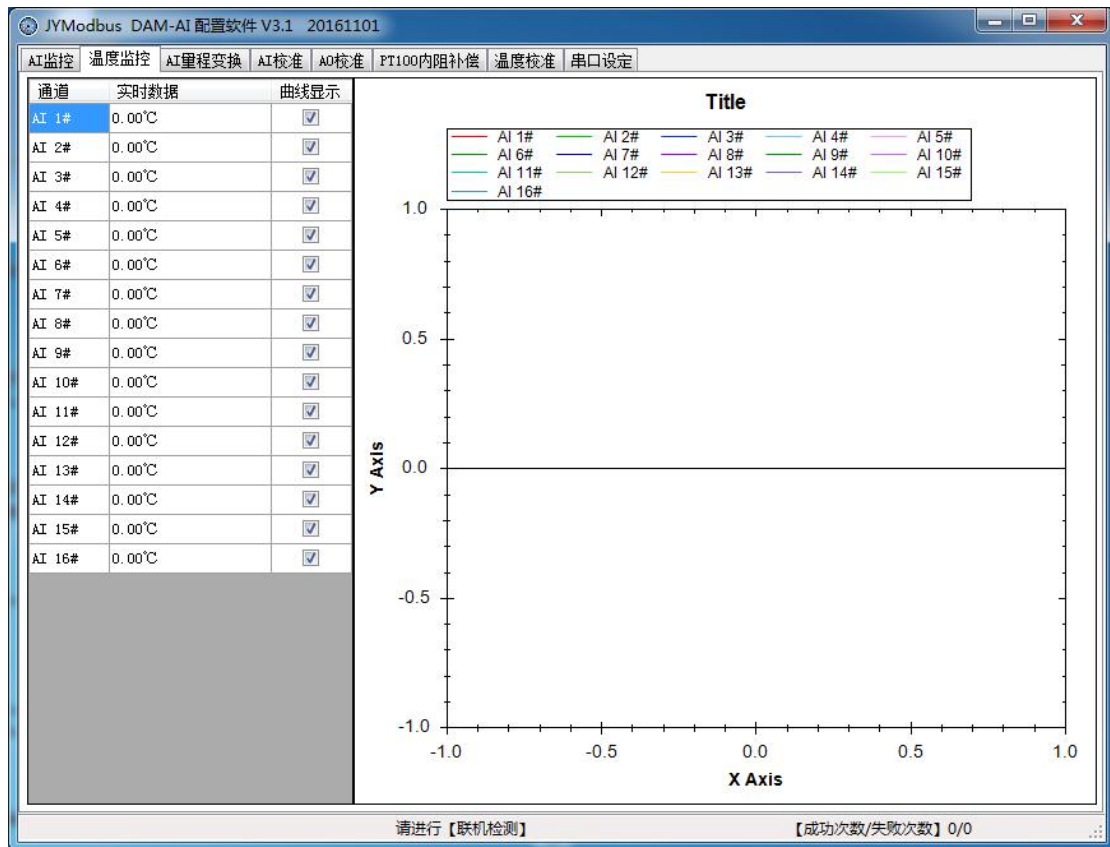 JYModbus DAM-AI 配置软件 V3.1 20161101
AI监控 温度监控 AI量程变换 AI校准 AO校准 PT100内阻补偿 温度校准 串口设定
通道 实时数据 曲线显示
AI 1# 0.00℃
AI 2# 0.00℃
AI 3# 0.00℃
AI 4# 0.00℃
AI 5# 0.00℃
AI 6# 0.00℃
AI 7# 0.00℃
AI 8# 0.00℃
AI 9# 0.00℃
AI 10# 0.00℃
AI 11# 0.00℃
AI 12# 0.00℃
AI 13# 0.00℃
AI 14# 0.00℃
AI 15# 0.00℃
AI 16# 0.00℃
Title
AI 1# AI 2# AI 3# AI 4# AI 5#
AI 6# AI 7# AI 8# AI 9# AI 10#
AI 11# AI 12# AI 13# AI 14# AI 15#
AI 16#
1.0
0.5
0.0
-0.5
-1.0
Y Axis
-1.0 -0.5 0.0 0.5 1.0
X Axis
请进行【联机检测】 【成功次数/失败次数】0/0